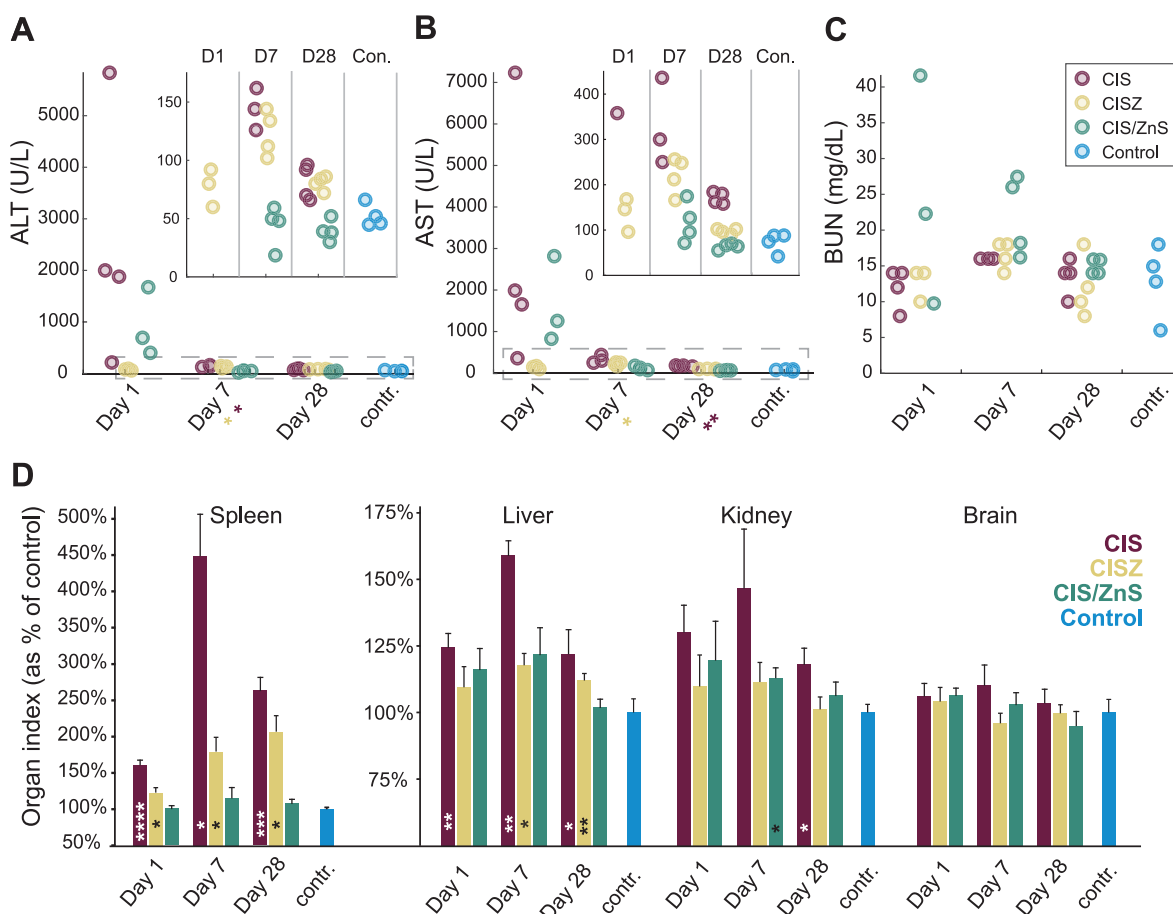 A
ALT (U/L)
5000
4000
3000
2000
1000
0
D1 D7 D28 Con.
150
100
50
0
Day 1 Day 7 Day 28 contr.
* *
B
AST (U/L)
7000
6000
5000
4000
3000
2000
1000
0
D1 D7 D28 Con.
400
300
200
100
0
Day 1 Day 7 Day 28 contr.
* **
C
BUN (mg/dL)
40
35
30
25
20
15
10
5
0
CIS
CISZ
CIS/ZnS
Control
Day 1 Day 7 Day 28 contr.
D
Organ index (as % of control)
Spleen Liver Kidney Brain
500%
450%
400%
350%
300%
250%
200%
150%
100%
50%
175%
150%
125%
100%
75%
CIS
CISZ
CIS/ZnS
Control
**** * * * *** * ** ** * * ** * *
Day 1 Day 7 Day 28 contr. Day 1 Day 7 Day 28 contr. Day 1 Day 7 Day 28 contr. Day 1 Day 7 Day 28 contr.